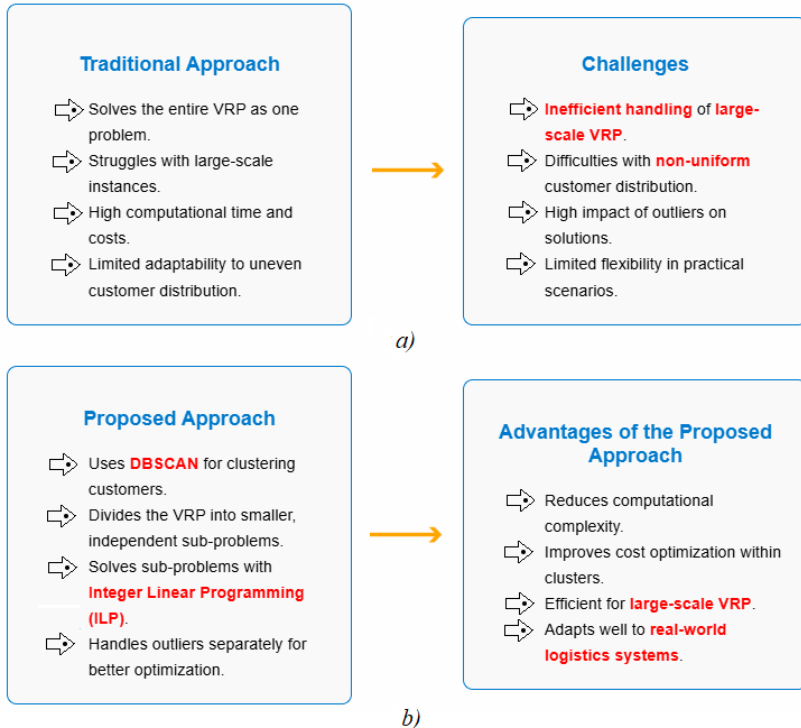 Traditional Approach
Solves the entire VRP as one
problem.
Struggles with large-scale
instances.
High computational time and
costs.
Limited adaptability to uneven
customer distribution.
Challenges
Inefficient handling of large-
scale VRP.
Difficulties with non-uniform
customer distribution.
High impact of outliers on
solutions.
Limited flexibility in practical
scenarios.
a)
Proposed Approach
Uses DBSCAN for clustering
customers.
Divides the VRP into smaller,
independent sub-problems.
Solves sub-problems with
Integer Linear Programming
(ILP).
Handles outliers separately for
better optimization.
Advantages of the Proposed
Approach
Reduces computational
complexity.
Improves cost optimization within
clusters.
Efficient for large-scale VRP.
Adapts well to real-world
logistics systems.
b)